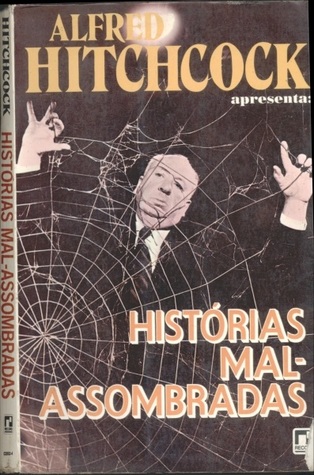 ALFRED
HITCHCOCK
apresenta:
HISTÓRIAS
MAL-
ASSOMBRADAS
HITCHCOCK
HISTÓRIAS MAL-ASSOMBRADAS